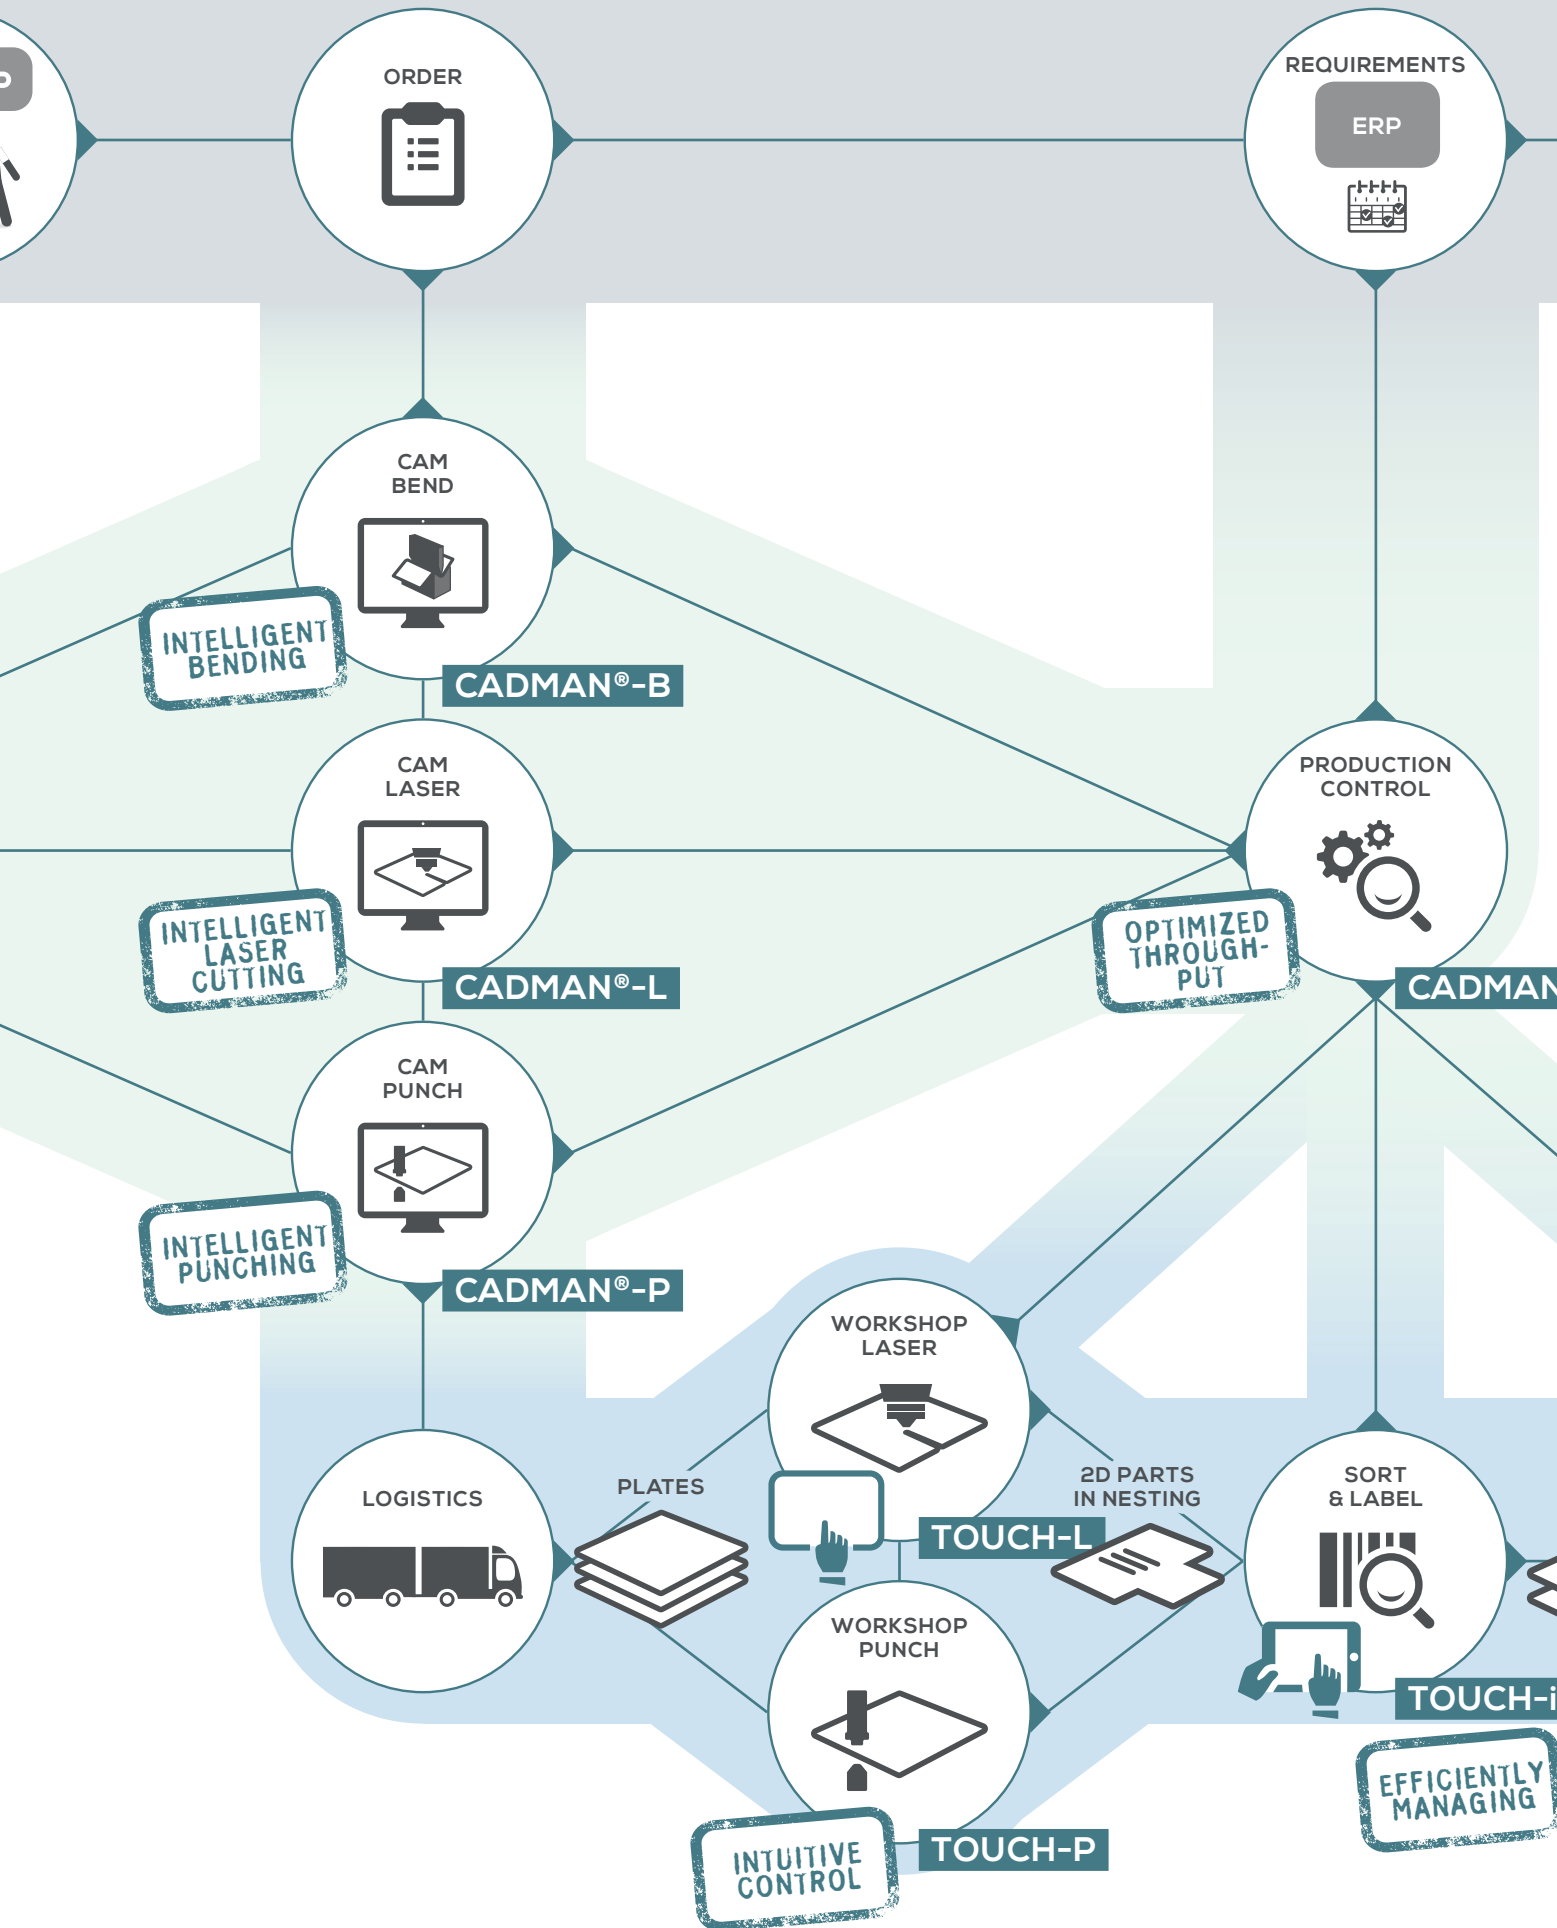 ORDER
REQUIREMENTS
ERP
CAM
BEND
INTELLIGENT
BENDING
CADMAN®-B
CAM
LASER
PRODUCTION
CONTROL
INTELLIGENT
LASER
CUTTING
OPTIMIZED
THROUGH-
PUT
CADMAN®-L
CADMAN
CAM
PUNCH
INTELLIGENT
PUNCHING
CADMAN®-P
WORKSHOP
LASER
LOGISTICS
PLATES
2D PARTS
IN NESTING
SORT
& LABEL
TOUCH-L
WORKSHOP
PUNCH
TOUCH-i
EFFICIENTLY
MANAGING
INTUITIVE
CONTROL
TOUCH-P